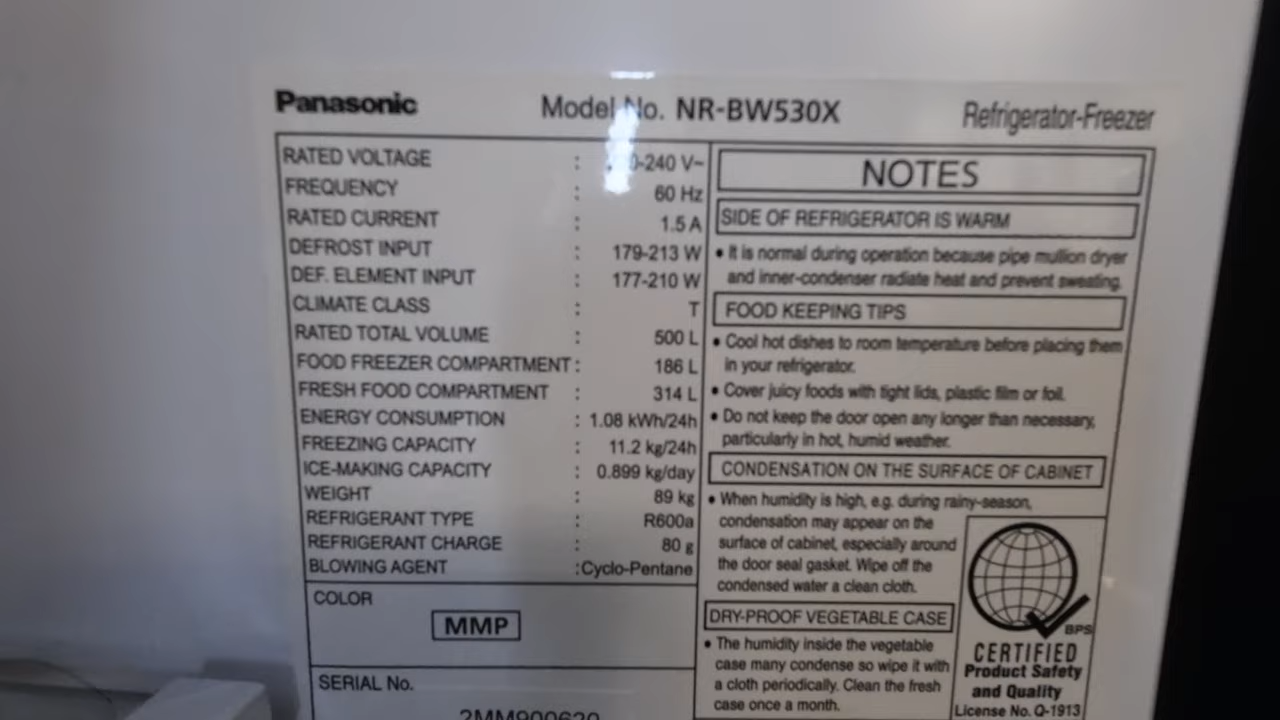 Panasonic Model No. NR-BW530X Refrigerator-Freezer
RATED VOLTAGE : 0-240 V~
FREQUENCY : 60 Hz
RATED CURRENT : 1.5 A
DEFROST INPUT : 179-213 W
DEF. ELEMENT INPUT : 177-210 W
CLIMATE CLASS : T
RATED TOTAL VOLUME : 500 L
FOOD FREEZER COMPARTMENT : 186 L
FRESH FOOD COMPARTMENT : 314 L
ENERGY CONSUMPTION : 1.08 kWh/24h
FREEZING CAPACITY : 11.2 kg/24h
ICE-MAKING CAPACITY : 0.899 kg/day
WEIGHT : 89 kg
REFRIGERANT TYPE : R600a
REFRIGERANT CHARGE : 80 g
BLOWING AGENT :Cyclo-Pentane
COLOR
MMP
SERIAL No.
NOTES
SIDE OF REFRIGERATOR IS WARM
• It is normal during operation because pipe mullion dryer
and inner-condenser radiate heat and prevent sweating.
FOOD KEEPING TIPS
• Cool hot dishes to room temperature before placing them
in your refrigerator.
• Cover juicy foods with tight lids, plastic film or foil.
• Do not keep the door open any longer than necessary,
particularly in hot, humid weather.
CONDENSATION ON THE SURFACE OF CABINET
• When humidity is high, e.g. during rainy-season,
condensation may appear on the
surface of cabinet, especially around
the door seal gasket. Wipe off the
condensed water a clean cloth.
DRY-PROOF VEGETABLE CASE
• The humidity inside the vegetable
case many condense so wipe it with
a cloth periodically. Clean the fresh
case once a month.
BPS
CERTIFIED
Product Safety
and Quality
License No. Q-1913